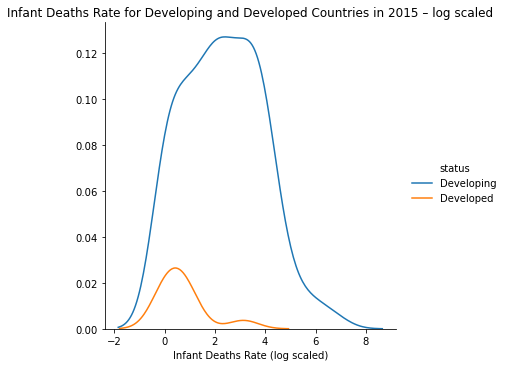 Infant Deaths Rate for Developing and Developed Countries in 2015 – log scaled
0.12
0.10
0.08
0.06
0.04
0.02
0.00
−2 0 2 4 6 8
Infant Deaths Rate (log scaled)
status
Developing
Developed